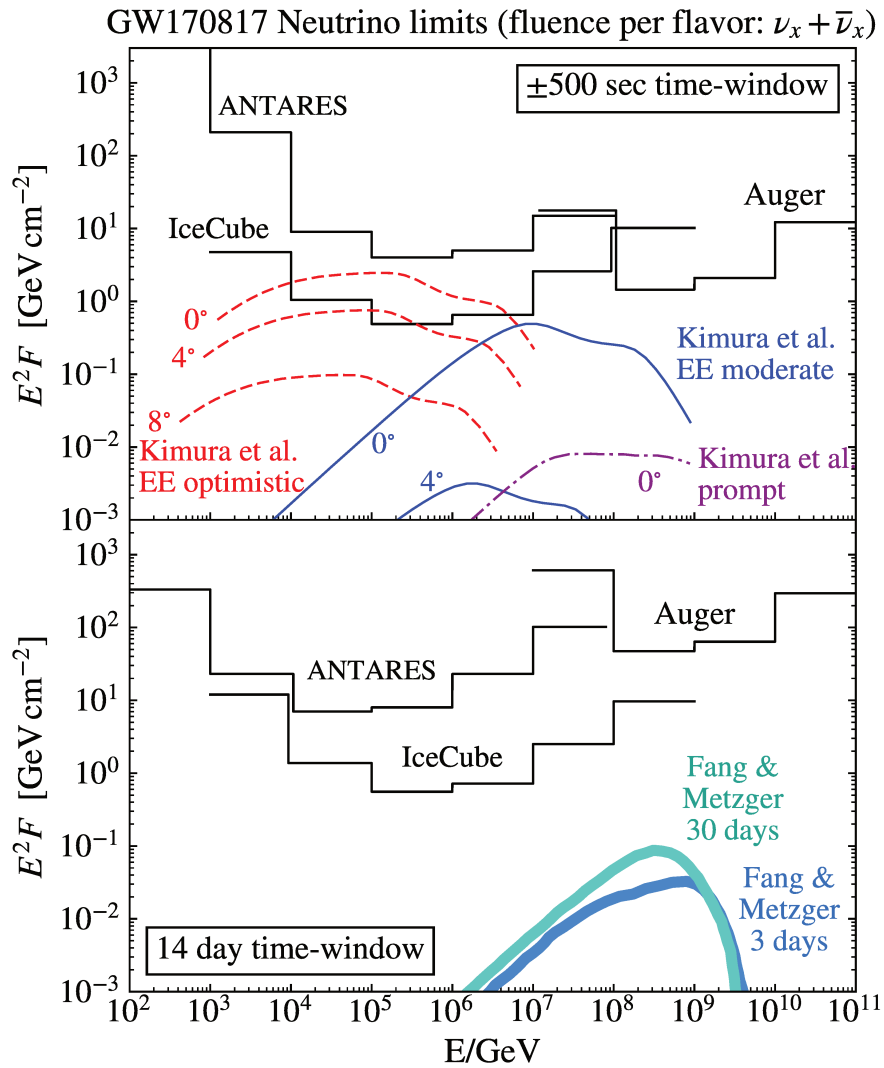 GW170817 Neutrino limits (fluence per flavor: νₓ + ν̄ₓ)
±500 sec time-window
ANTARES
IceCube
Auger
0°
4°
8°
Kimura et al.
EE optimistic
Kimura et al.
EE moderate
0°
4°
0°
Kimura et al.
prompt
E²F [GeV cm⁻²]
10³
10²
10¹
10⁰
10⁻¹
10⁻²
10⁻³
ANTARES
Auger
IceCube
Fang &
Metzger
30 days
Fang &
Metzger
3 days
14 day time-window
E²F [GeV cm⁻²]
10³
10²
10¹
10⁰
10⁻¹
10⁻²
10⁻³
10² 10³ 10⁴ 10⁵ 10⁶ 10⁷ 10⁸ 10⁹ 10¹⁰ 10¹¹
E/GeV